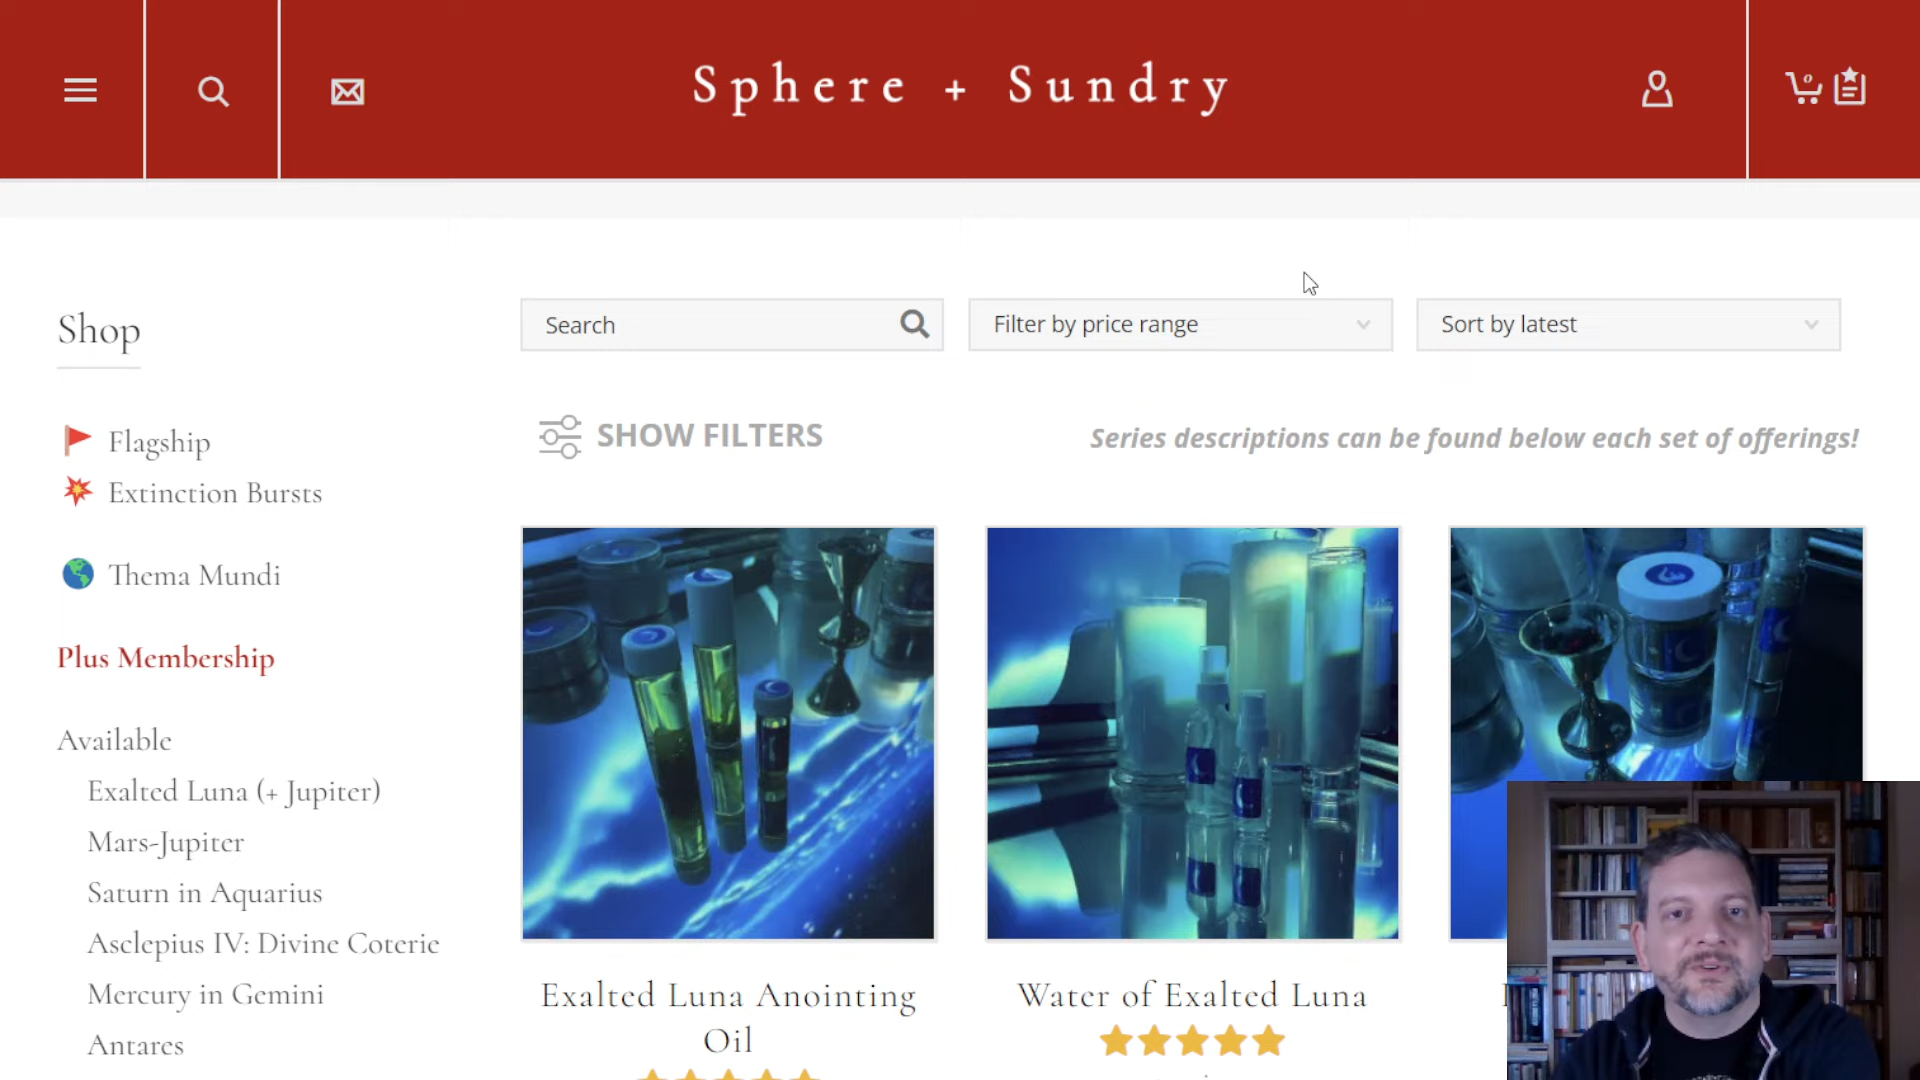 Sphere + Sundry
0
Shop
Search
Filter by price range
Sort by latest
SHOW FILTERS
Series descriptions can be found below each set of offerings!
Flagship
Extinction Bursts
Thema Mundi
Plus Membership
Available
Exalted Luna (+ Jupiter)
Mars-Jupiter
Saturn in Aquarius
Asclepius IV: Divine Coterie
Mercury in Gemini
Antares
Exalted Luna Anointing
Oil
Water of Exalted Luna